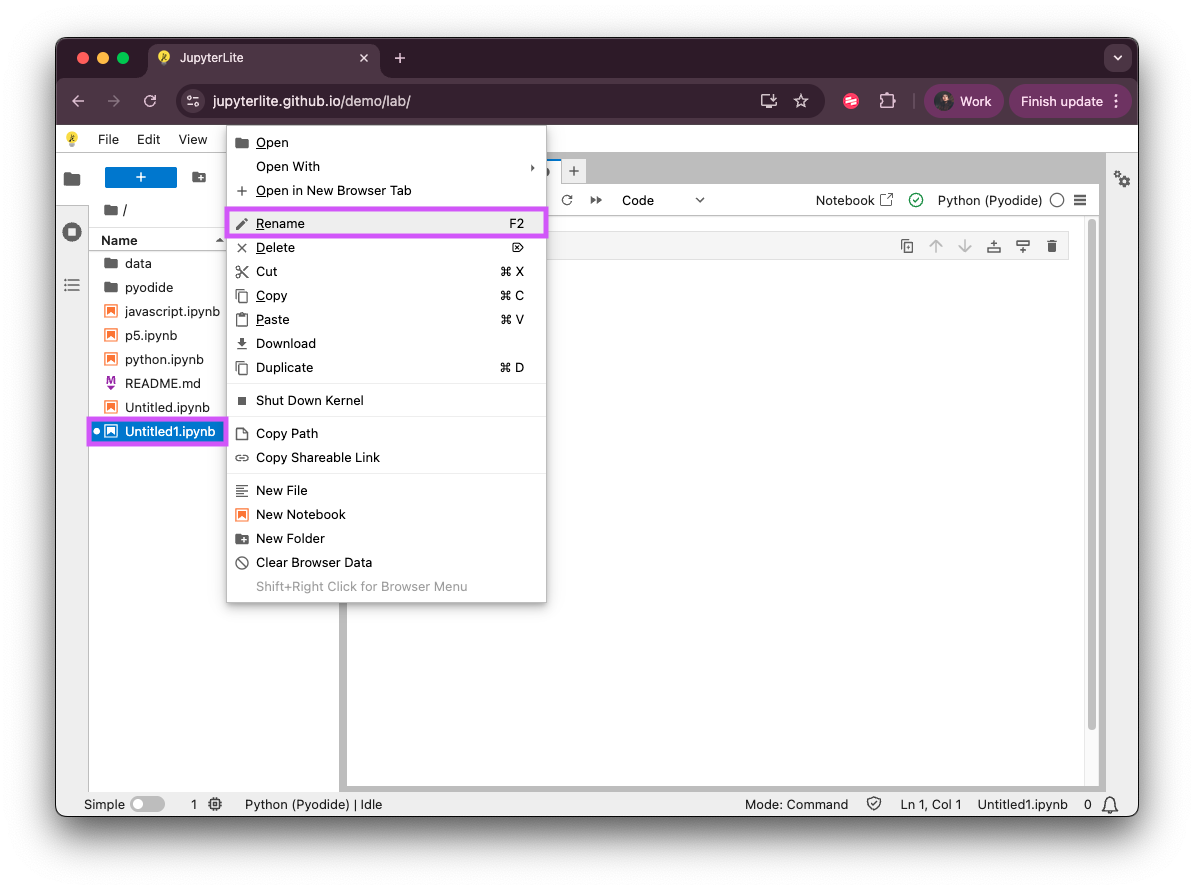 JupyterLite
jupyterlite.github.io/demo/lab/
Work
Finish update
File Edit View
+
/
Name
data
pyodide
javascript.ipynb
p5.ipynb
python.ipynb
README.md
Untitled.ipynb
Untitled1.ipynb
Open
Open With
Open in New Browser Tab
Rename F2
Delete
Cut ⌘ X
Copy ⌘ C
Paste ⌘ V
Download
Duplicate ⌘ D
Shut Down Kernel
Copy Path
Copy Shareable Link
New File
New Notebook
New Folder
Clear Browser Data
Shift+Right Click for Browser Menu
Code
Notebook
Python (Pyodide)
Simple 1 Python (Pyodide) | Idle Mode: Command Ln 1, Col 1 Untitled1.ipynb 0